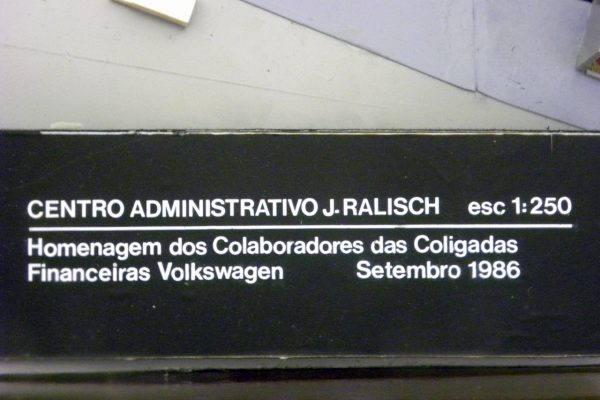 CENTRO ADMINISTRATIVO J. RALISCH esc 1:250
Homenagem dos Colaboradores das Coligadas
Financeiras Volkswagen Setembro 1986